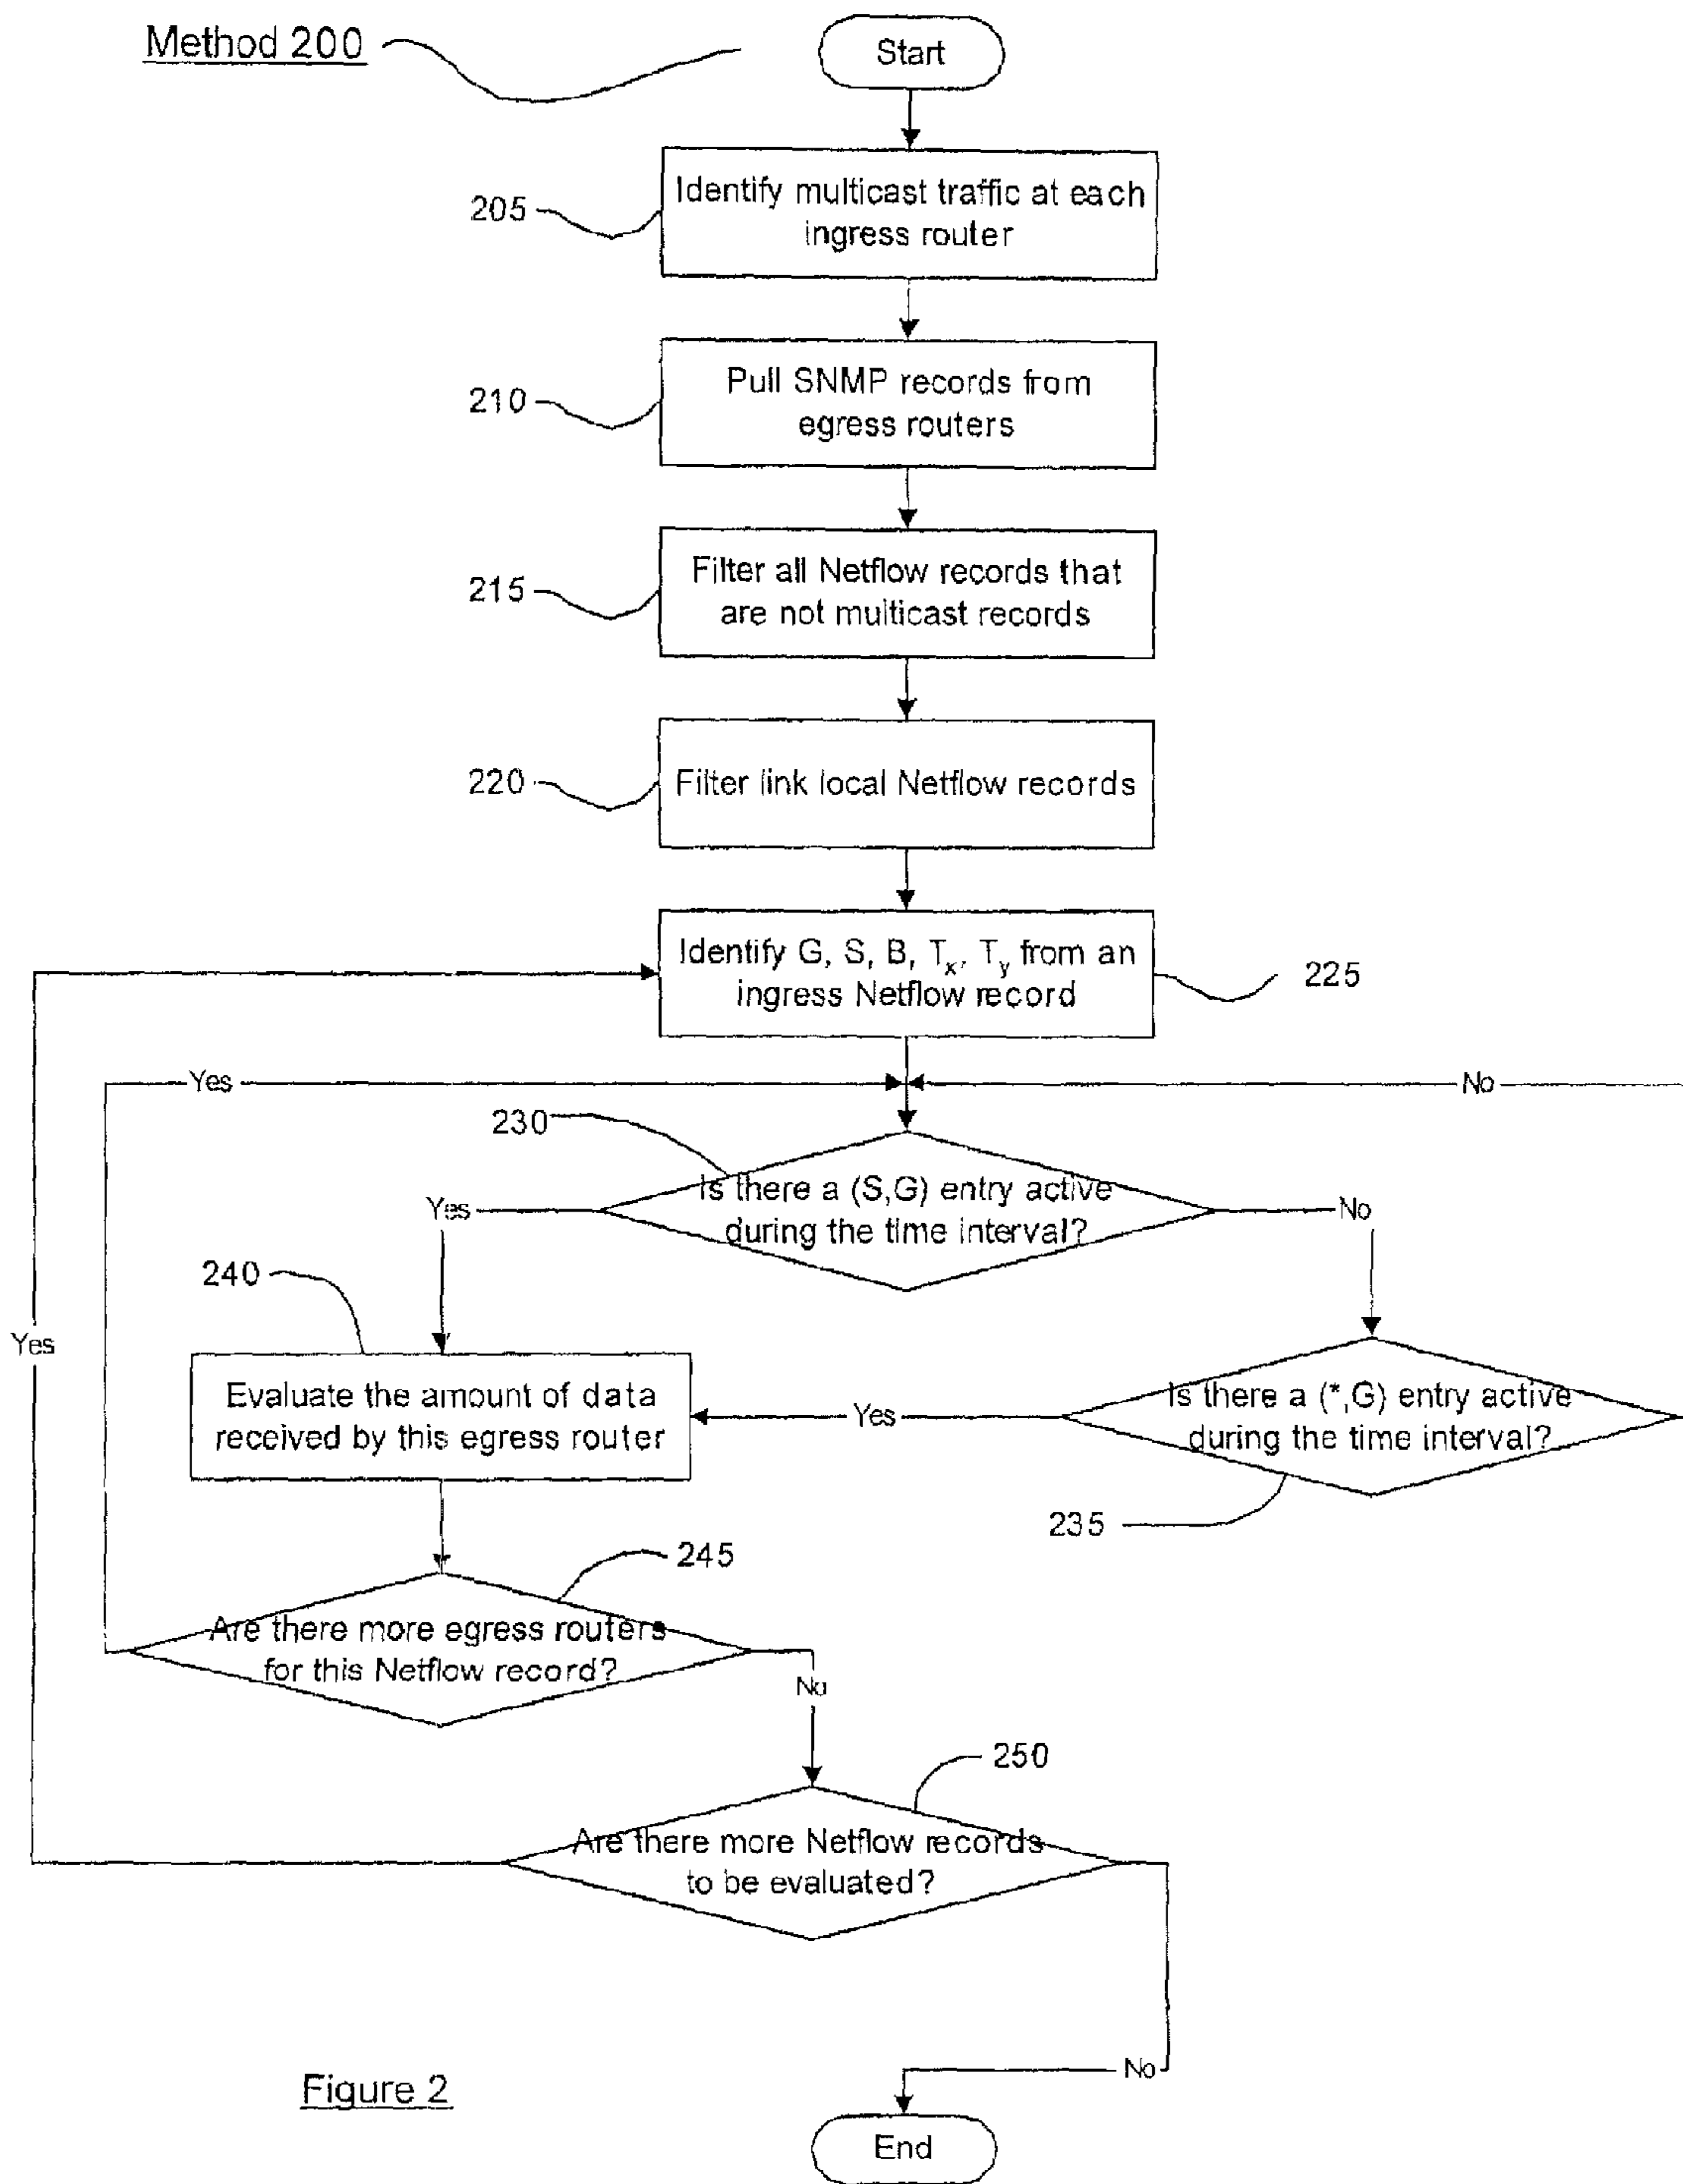 Method 200
Start
205
Identify multicast traffic at each
ingress router
210
Pull SNMP records from
egress routers
215
Filter all Netflow records that
are not multicast records
220
Filter link local Netflow records
Identify G, S, B, Tx, Ty from an
ingress Netflow record
225
Yes
No
230
Is there a (S,G) entry active
during the time interval?
Yes
No
240
Yes
Evaluate the amount of data
received by this egress router
Yes
Is there a (*,G) entry active
during the time interval?
235
245
Are there more egress routers
for this Netflow record?
No
250
Are there more Netflow records
to be evaluated?
No
Figure 2
End